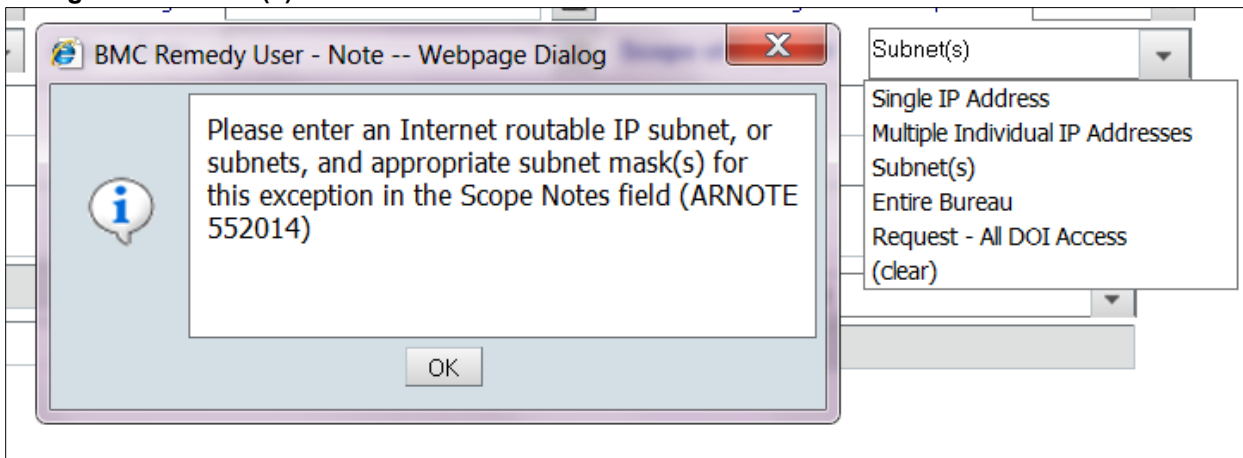 BMC Remedy User - Note -- Webpage Dialog
X
Subnet(s)
Please enter an Internet routable IP subnet, or
subnets, and appropriate subnet mask(s) for
this exception in the Scope Notes field (ARNOTE
552014)
OK
Single IP Address
Multiple Individual IP Addresses
Subnet(s)
Entire Bureau
Request - All DOI Access
(clear)